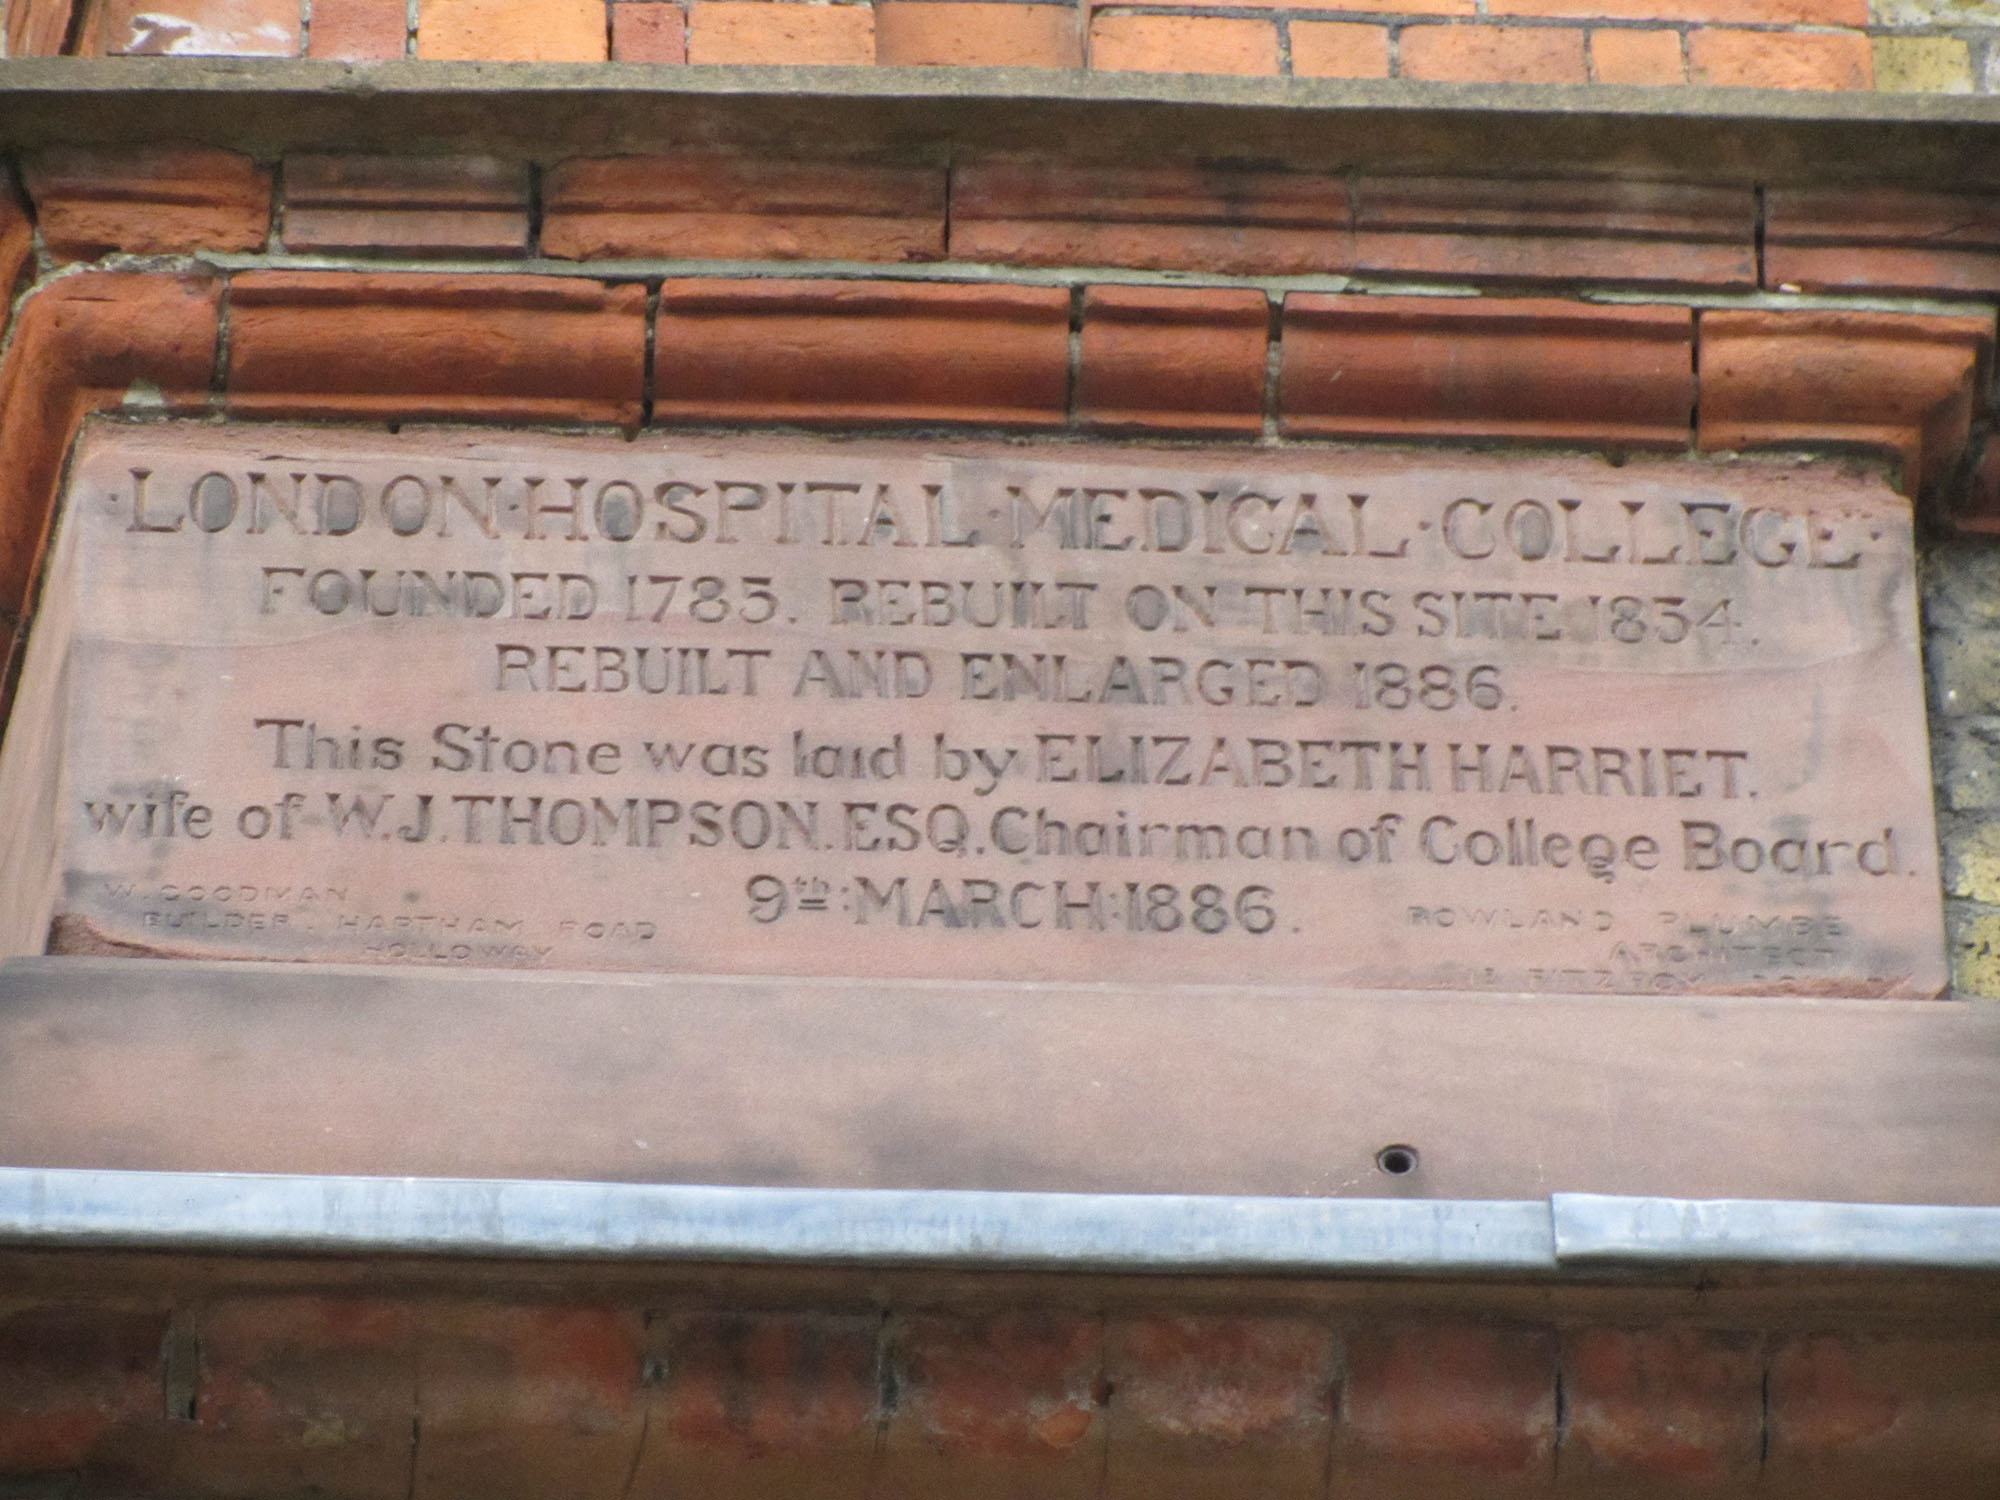 ·LONDON·HOSPITAL·MEDICAL·COLLEGE·
FOUNDED 1785. REBUILT ON THIS SITE 1854.
REBUILT AND ENLARGED 1886.
This Stone was laid by ELIZABETH HARRIET.
wife of W.J.THOMPSON.ESQ.Chairman of College Board.
9th:MARCH:1886.
W. GOODMAN
BUILDER. HARTHAM ROAD
HOLLOWAY
ROWLAND PLUMBE
ARCHITECT
FITZROY